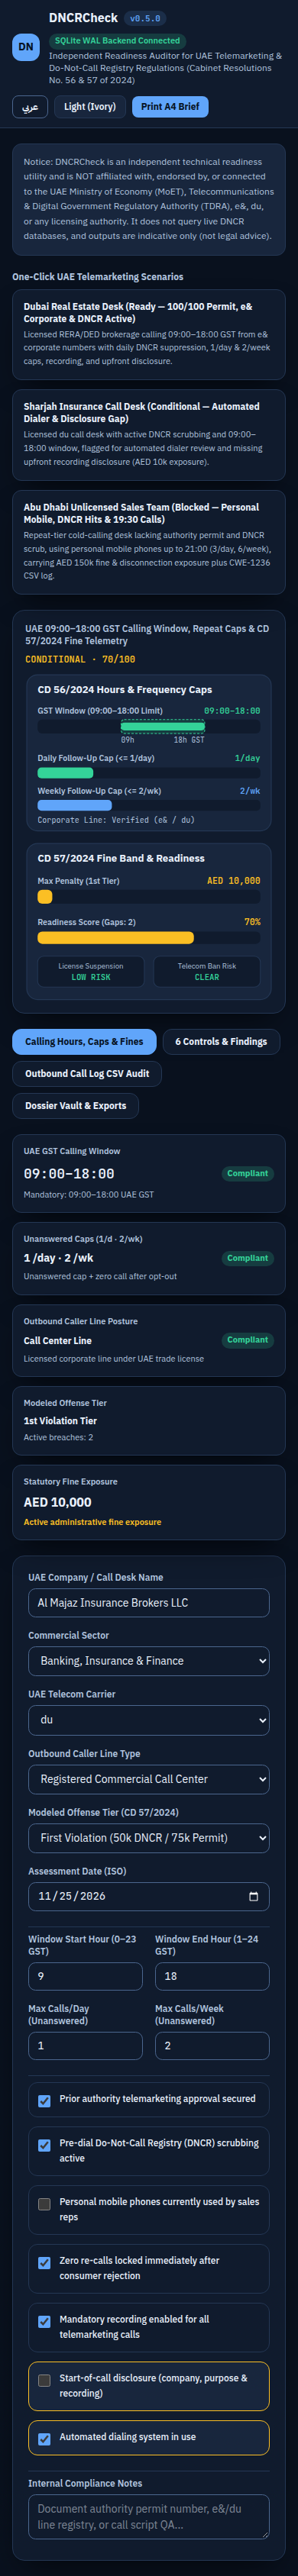 DNCRCheck v0.5.0
DN
SQLite WAL Backend Connected
Independent Readiness Auditor for UAE Telemarketing &
Do-Not-Call Registry Regulations (Cabinet Resolutions
No. 56 & 57 of 2024)
عربي
Light (Ivory)
Print A4 Brief
Notice: DNCRCheck is an independent technical readiness
utility and is NOT affiliated with, endorsed by, or connected
to the UAE Ministry of Economy (MoET), Telecommunications
& Digital Government Regulatory Authority (TDRA), e&, du,
or any licensing authority. It does not query live DNCR
databases, and outputs are indicative only (not legal advice).
One-Click UAE Telemarketing Scenarios
Dubai Real Estate Desk (Ready — 100/100 Permit, e&
Corporate & DNCR Active)
Licensed RERA/DED brokerage calling 09:00–18:00 GST from e&
corporate numbers with daily DNCR suppression, 1/day & 2/week
caps, recording, and upfront disclosure.
Sharjah Insurance Call Desk (Conditional — Automated
Dialer & Disclosure Gap)
Licensed du call desk with active DNCR scrubbing and 09:00–
18:00 window, flagged for automated dialer review and missing
upfront recording disclosure (AED 10k exposure).
Abu Dhabi Unlicensed Sales Team (Blocked — Personal
Mobile, DNCR Hits & 19:30 Calls)
Repeat-tier cold-calling desk lacking authority permit and DNCR
scrub, using personal mobile phones up to 21:00 (3/day, 6/week),
carrying AED 150k fine & disconnection exposure plus CWE-1236
CSV log.
UAE 09:00–18:00 GST Calling Window, Repeat Caps & CD
57/2024 Fine Telemetry
CONDITIONAL · 70/100
CD 56/2024 Hours & Frequency Caps
GST Window (09:00–18:00 Limit) 09:00–18:00
09h 18h GST
Daily Follow-Up Cap (<= 1/day) 1/day
Weekly Follow-Up Cap (<= 2/wk) 2/wk
Corporate Line: Verified (e& / du)
CD 57/2024 Fine Band & Readiness
Max Penalty (1st Tier) AED 10,000
Readiness Score (Gaps: 2) 70%
License Suspension
LOW RISK
Telecom Ban Risk
CLEAR
Calling Hours, Caps & Fines
6 Controls & Findings
Outbound Call Log CSV Audit
Dossier Vault & Exports
UAE GST Calling Window
09:00–18:00 Compliant
Mandatory: 09:00–18:00 UAE GST
Unanswered Caps (1/d · 2/wk)
1 /day · 2 /wk Compliant
Unanswered cap + zero call after opt-out
Outbound Caller Line Posture
Call Center Line Compliant
Licensed corporate line under UAE trade license
Modeled Offense Tier
1st Violation Tier
Active breaches: 2
Statutory Fine Exposure
AED 10,000
Active administrative fine exposure
UAE Company / Call Desk Name
Al Majaz Insurance Brokers LLC
Commercial Sector
Banking, Insurance & Finance
UAE Telecom Carrier
du
Outbound Caller Line Type
Registered Commercial Call Center
Modeled Offense Tier (CD 57/2024)
First Violation (50k DNCR / 75k Permit)
Assessment Date (ISO)
11/25/2026
Window Start Hour (0–23
GST)
9
Window End Hour (1–24
GST)
18
Max Calls/Day
(Unanswered)
1
Max Calls/Week
(Unanswered)
2
Prior authority telemarketing approval secured
Pre-dial Do-Not-Call Registry (DNCR) scrubbing
active
Personal mobile phones currently used by sales
reps
Zero re-calls locked immediately after
consumer rejection
Mandatory recording enabled for all
telemarketing calls
Start-of-call disclosure (company, purpose &
recording)
Automated dialing system in use
Internal Compliance Notes
Document authority permit number, e&/du
line registry, or call script QA...